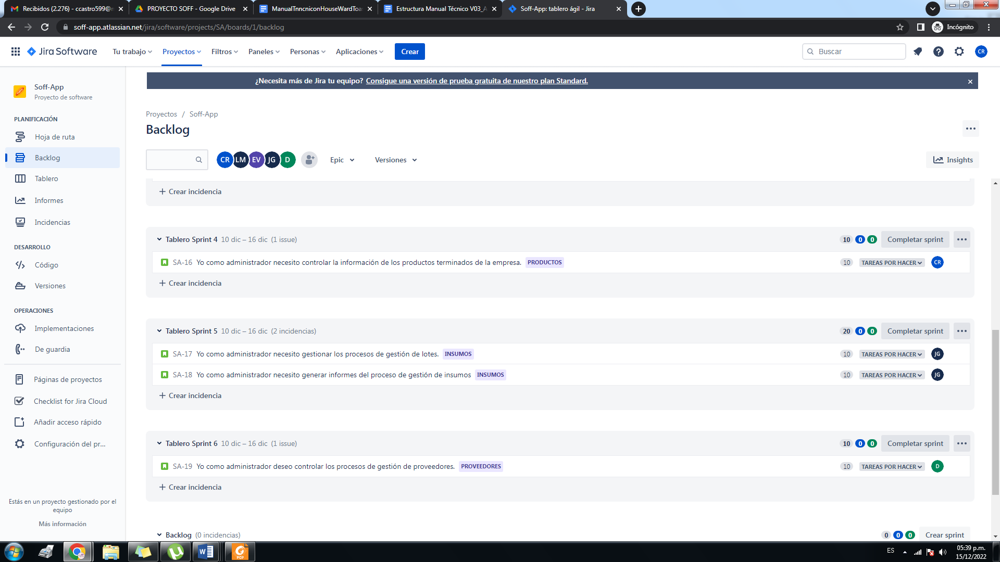 Recibidos (2.276) - ccastro599@
PROYECTO SOFF - Google Drive
ManualTnncniconHouseWardToa
Estructura Manual Técnico V03_A
Soff-App: tablero ágil - Jira
soff-app.atlassian.net/jira/software/projects/SA/boards/1/backlog
Incógnito
Jira Software
Tu trabajo
Proyectos
Filtros
Paneles
Personas
Aplicaciones
Crear
Buscar
CR
¿Necesita más de Jira tu equipo? Consigue una versión de prueba gratuita de nuestro plan Standard.
Soff-App
Proyecto de software
PLANIFICACIÓN
Hoja de ruta
Backlog
Tablero
Informes
Incidencias
DESARROLLO
Código
Versiones
OPERACIONES
Implementaciones
De guardia
Páginas de proyectos
Checklist for Jira Cloud
Añadir acceso rápido
Configuración del pr...
Estás en un proyecto gestionado por el
equipo
Más información
Proyectos / Soff-App
Backlog
CR LM EV JG D
Epic
Versiones
Insights
+ Crear incidencia
Tablero Sprint 4 10 dic – 16 dic (1 issue)
10 0 0 Completar sprint
SA-16 Yo como administrador necesito controlar la información de los productos terminados de la empresa. PRODUCTOS
10 TAREAS POR HACER CR
+ Crear incidencia
Tablero Sprint 5 10 dic – 16 dic (2 incidencias)
20 0 0 Completar sprint
SA-17 Yo como administrador necesito gestionar los procesos de gestión de lotes. INSUMOS
10 TAREAS POR HACER JG
SA-18 Yo como administrador necesito generar informes del proceso de gestión de insumos INSUMOS
10 TAREAS POR HACER JG
+ Crear incidencia
Tablero Sprint 6 10 dic – 16 dic (1 issue)
10 0 0 Completar sprint
SA-19 Yo como administrador deseo controlar los procesos de gestión de proveedores. PROVEEDORES
10 TAREAS POR HACER D
+ Crear incidencia
Backlog (0 incidencias)
0 0 0 Crear sprint
PDF
ES
05:39 p.m.
15/12/2022